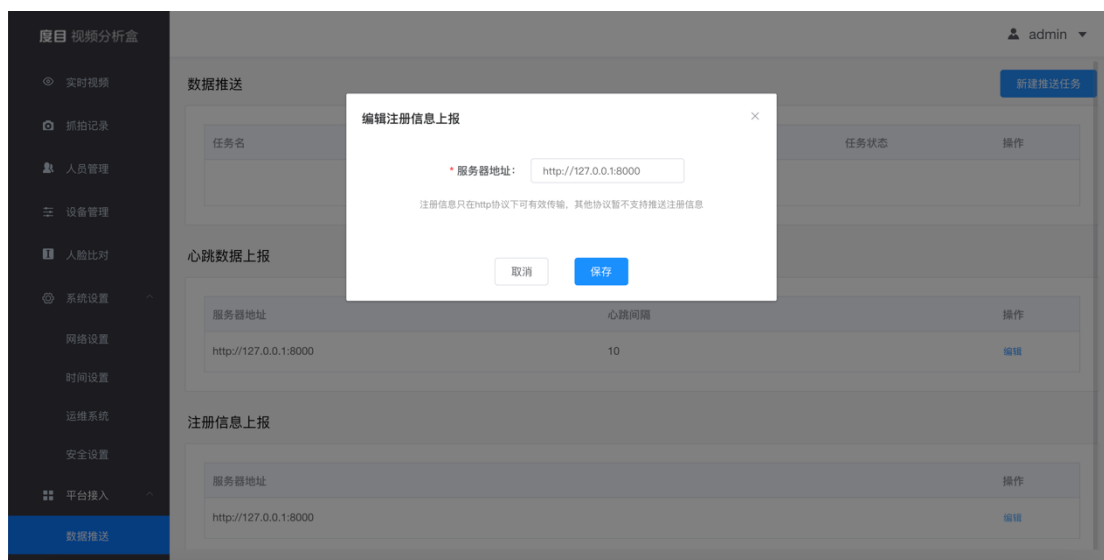 度目 视频分析盒
admin
实时视频
抓拍记录
人员管理
设备管理
人脸比对
系统设置
网络设置
时间设置
运维系统
安全设置
平台接入
数据推送
数据推送
新建推送任务
任务名
任务状态
操作
编辑注册信息上报
* 服务器地址：
http://127.0.0.1:8000
注册信息只在http协议下可有效传输，其他协议暂不支持推送注册信息
取消
保存
心跳数据上报
服务器地址
心跳间隔
操作
http://127.0.0.1:8000
10
编辑
注册信息上报
服务器地址
操作
http://127.0.0.1:8000
编辑